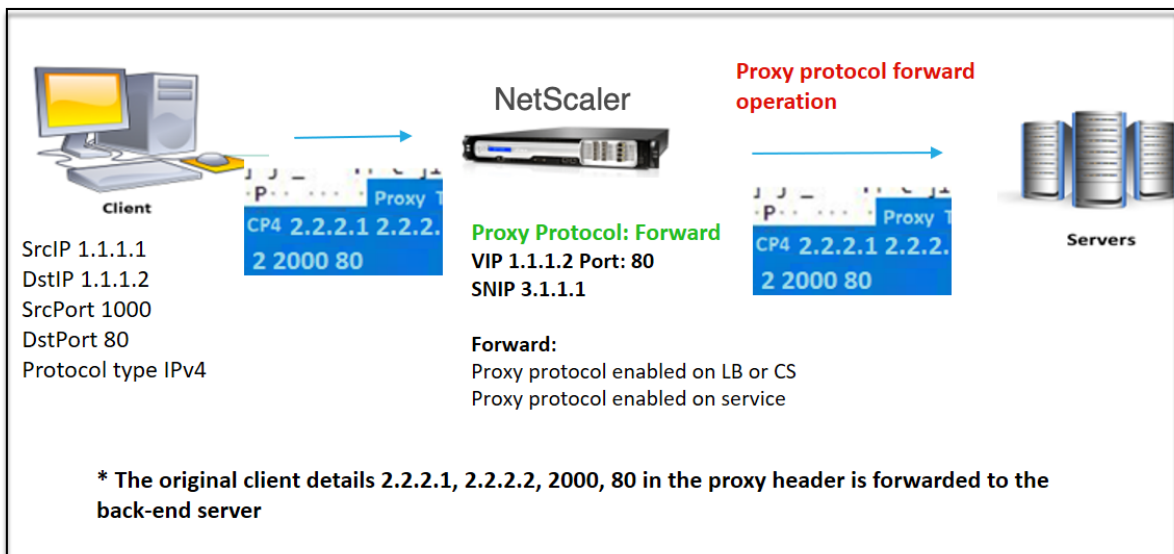 Proxy protocol forward
operation
NetScaler
Client
Proxy T
CP4 2.2.2.1 2.2.2.
2 2000 80
Proxy T
CP4 2.2.2.1 2.2.2.
2 2000 80
Servers
SrcIP 1.1.1.1
DstIP 1.1.1.2
SrcPort 1000
DstPort 80
Protocol type IPv4
Proxy Protocol: Forward
VIP 1.1.1.2 Port: 80
SNIP 3.1.1.1
Forward:
Proxy protocol enabled on LB or CS
Proxy protocol enabled on service
* The original client details 2.2.2.1, 2.2.2.2, 2000, 80 in the proxy header is forwarded to the
back-end server